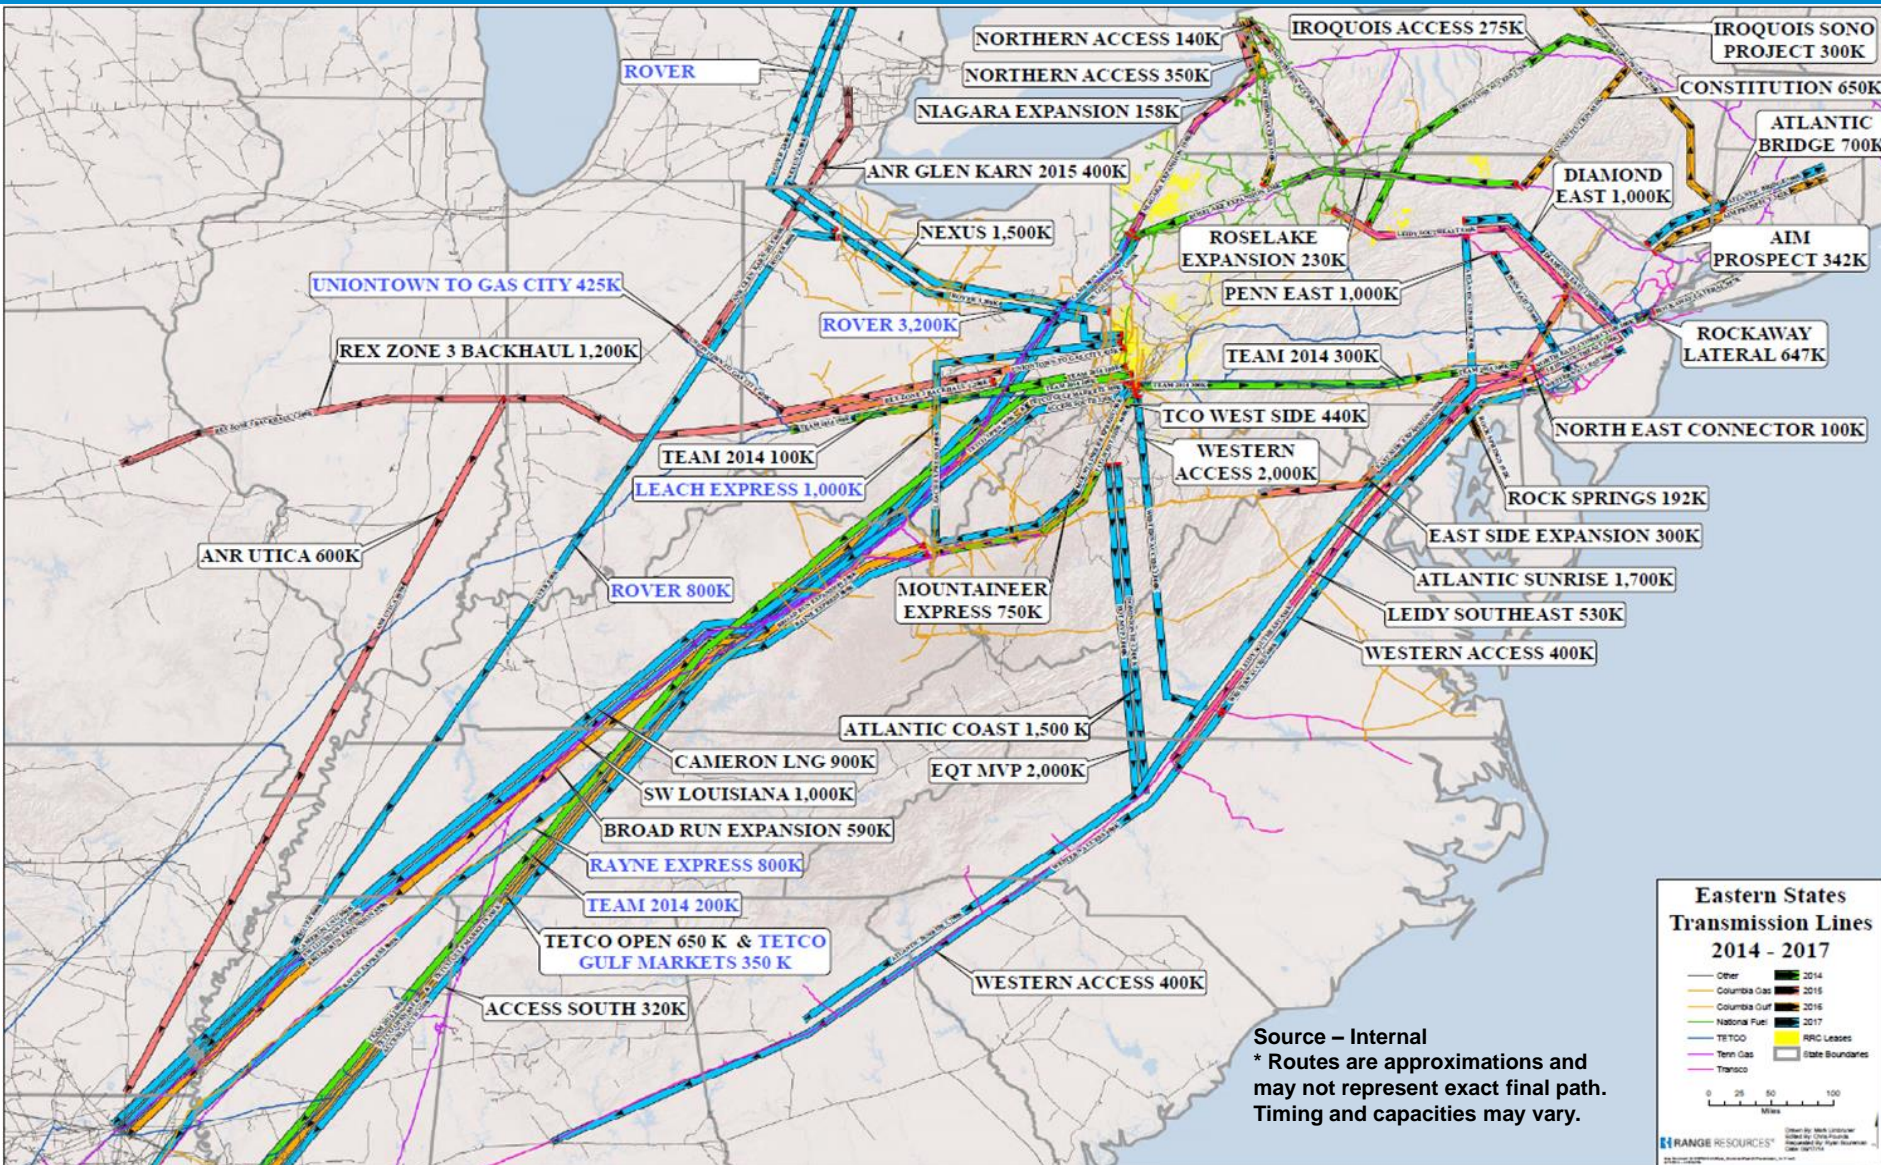 NORTHERN ACCESS 140K
IROQUOIS ACCESS 275K
IROQUOIS SONO
PROJECT 300K
ROVER
NORTHERN ACCESS 350K
CONSTITUTION 650K
NIAGARA EXPANSION 158K
ATLANTIC
BRIDGE 700K
ANR GLEN KARN 2015 400K
DIAMOND
EAST 1,000K
NEXUS 1,500K
ROSELAKE
EXPANSION 230K
AIM
PROSPECT 342K
UNIONTOWN TO GAS CITY 425K
PENN EAST 1,000K
ROVER 3,200K
ROCKAWAY
LATERAL 647K
REX ZONE 3 BACKHAUL 1,200K
TEAM 2014 300K
TCO WEST SIDE 440K
NORTH EAST CONNECTOR 100K
TEAM 2014 100K
WESTERN
ACCESS 2,000K
LEACH EXPRESS 1,000K
ROCK SPRINGS 192K
EAST SIDE EXPANSION 300K
ANR UTICA 600K
ATLANTIC SUNRISE 1,700K
ROVER 800K
MOUNTAINEER
EXPRESS 750K
LEIDY SOUTHEAST 530K
WESTERN ACCESS 400K
ATLANTIC COAST 1,500 K
CAMERON LNG 900K
EQT MVP 2,000K
SW LOUISIANA 1,000K
BROAD RUN EXPANSION 590K
RAYNE EXPRESS 800K
TEAM 2014 200K
TETCO OPEN 650 K & TETCO
GULF MARKETS 350 K
WESTERN ACCESS 400K
ACCESS SOUTH 320K
Source – Internal
* Routes are approximations and
may not represent exact final path.
Timing and capacities may vary.
Eastern States
Transmission Lines
2014 - 2017
Other
Columbia Gas
Columbia Gulf
National Fuel
TETCO
Tenn Gas
Transco
2014
2015
2016
2017
RRC Leases
State Boundaries
0 25 50 100
Miles
RANGE RESOURCES